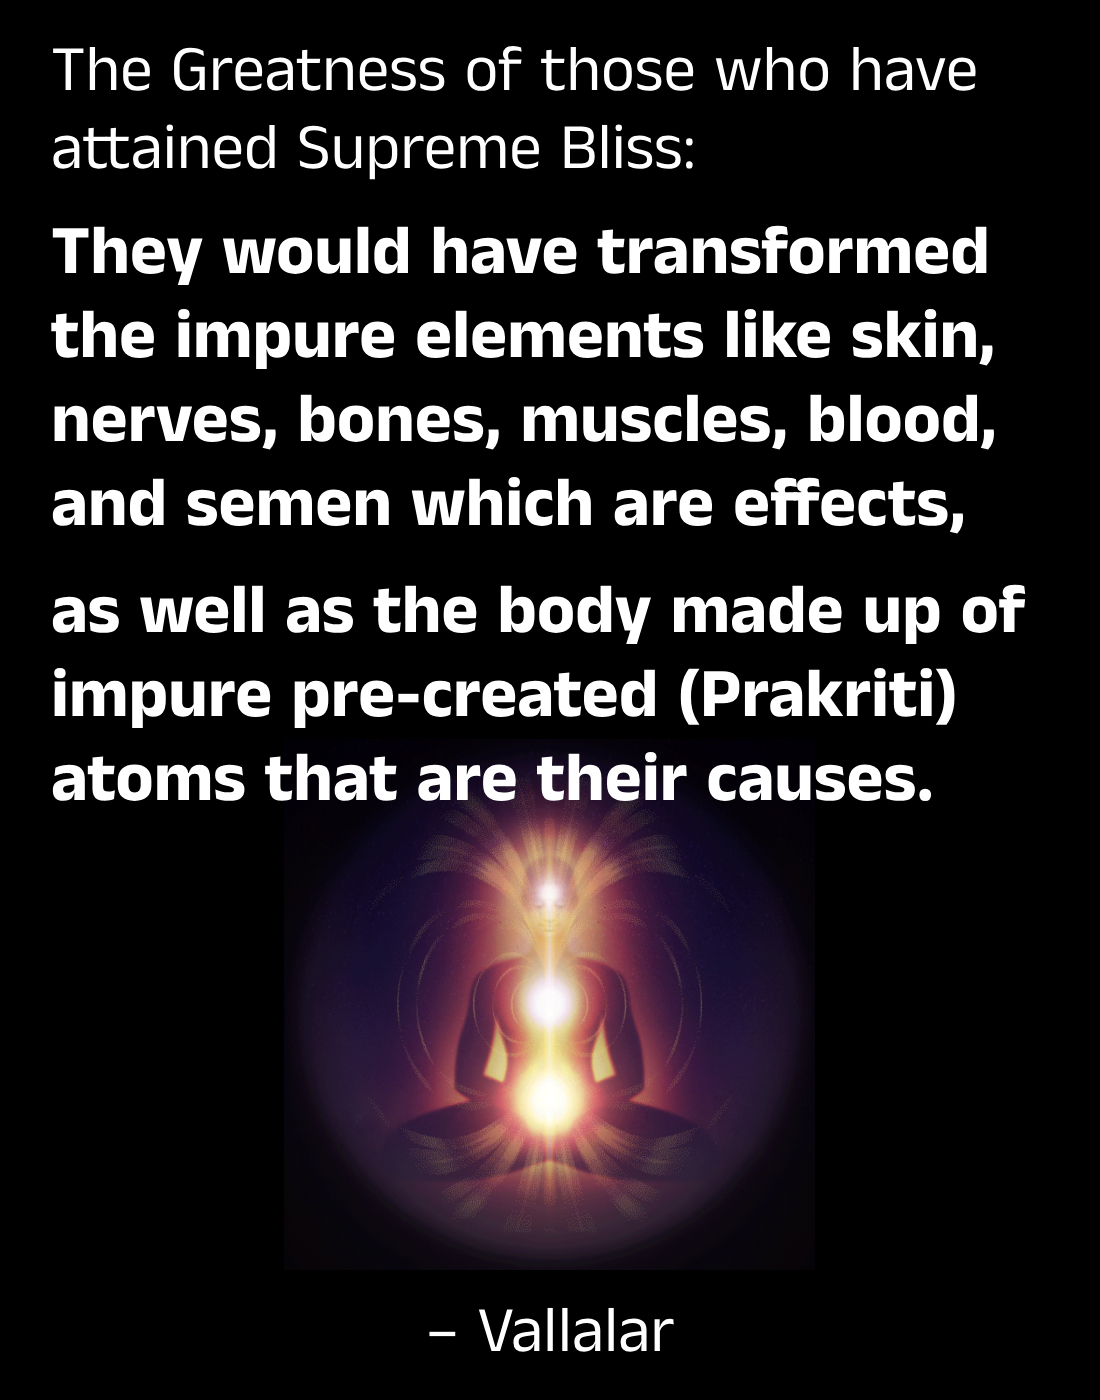 The Greatness of those who have
attained Supreme Bliss:
They would have transformed
the impure elements like skin,
nerves, bones, muscles, blood,
and semen which are effects,
as well as the body made up of
impure pre-created (Prakriti)
atoms that are their causes.
– Vallalar